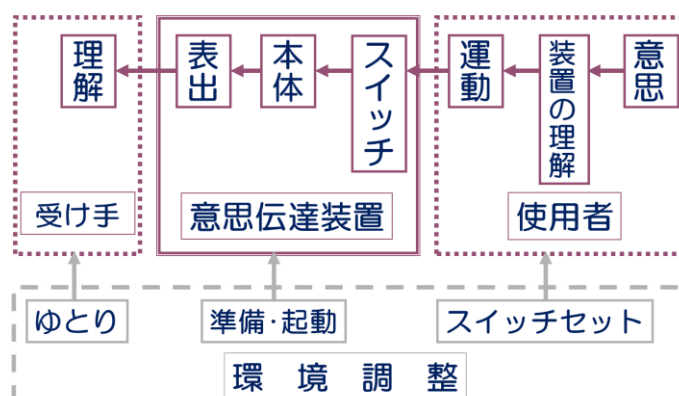 理解
表出
本体
スイッチ
運動
装置の理解
意思
受け手
意思伝達装置
使用者
ゆとり
準備・起動
スイッチセット
環境調整